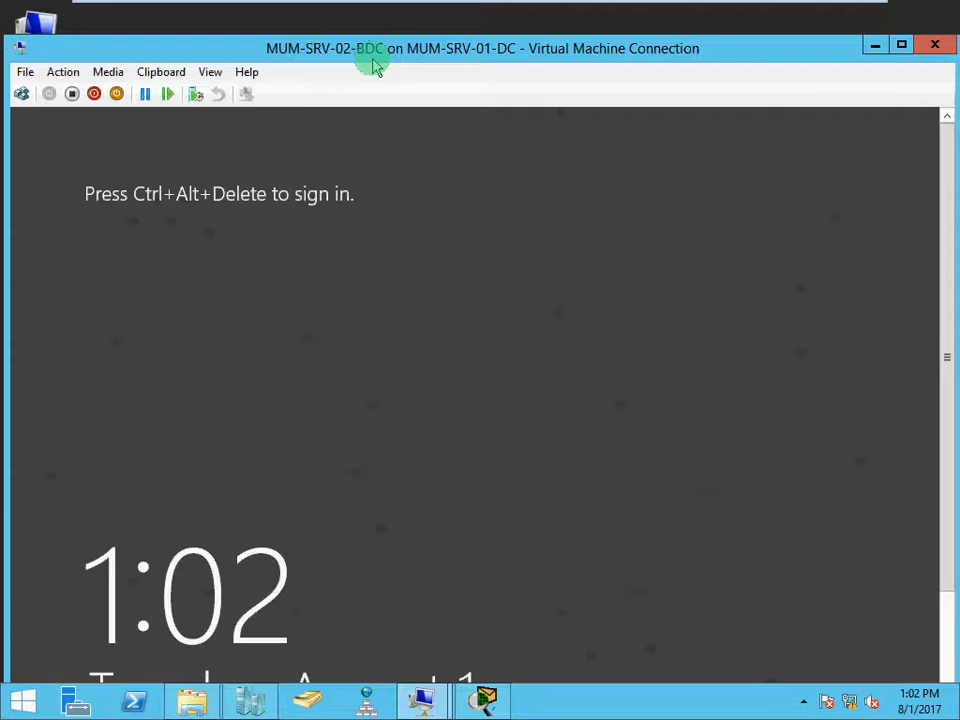 MUM-SRV-02-BDC on MUM-SRV-01-DC - Virtual Machine Connection
File Action Media Clipboard View Help
Press Ctrl+Alt+Delete to sign in.
1:02
1:02 PM
8/1/2017